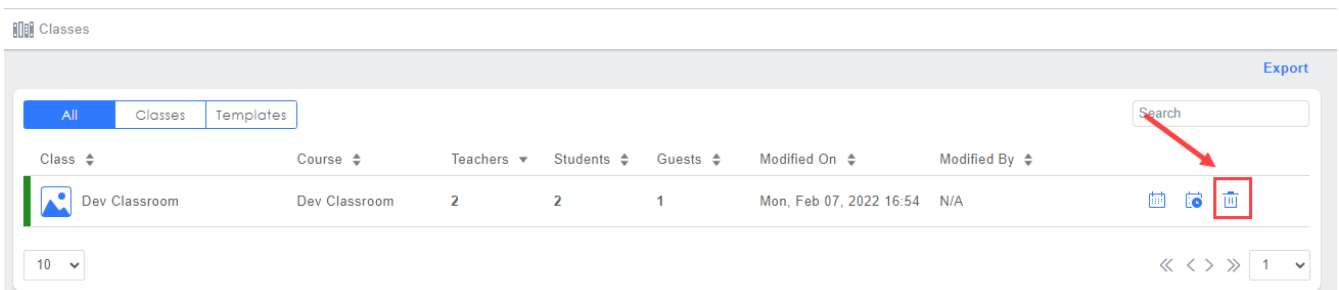 Classes
Export
All Classes Templates Search
Class Course Teachers Students Guests Modified On Modified By
Dev Classroom Dev Classroom 2 2 1 Mon, Feb 07, 2022 16:54 N/A
10 1